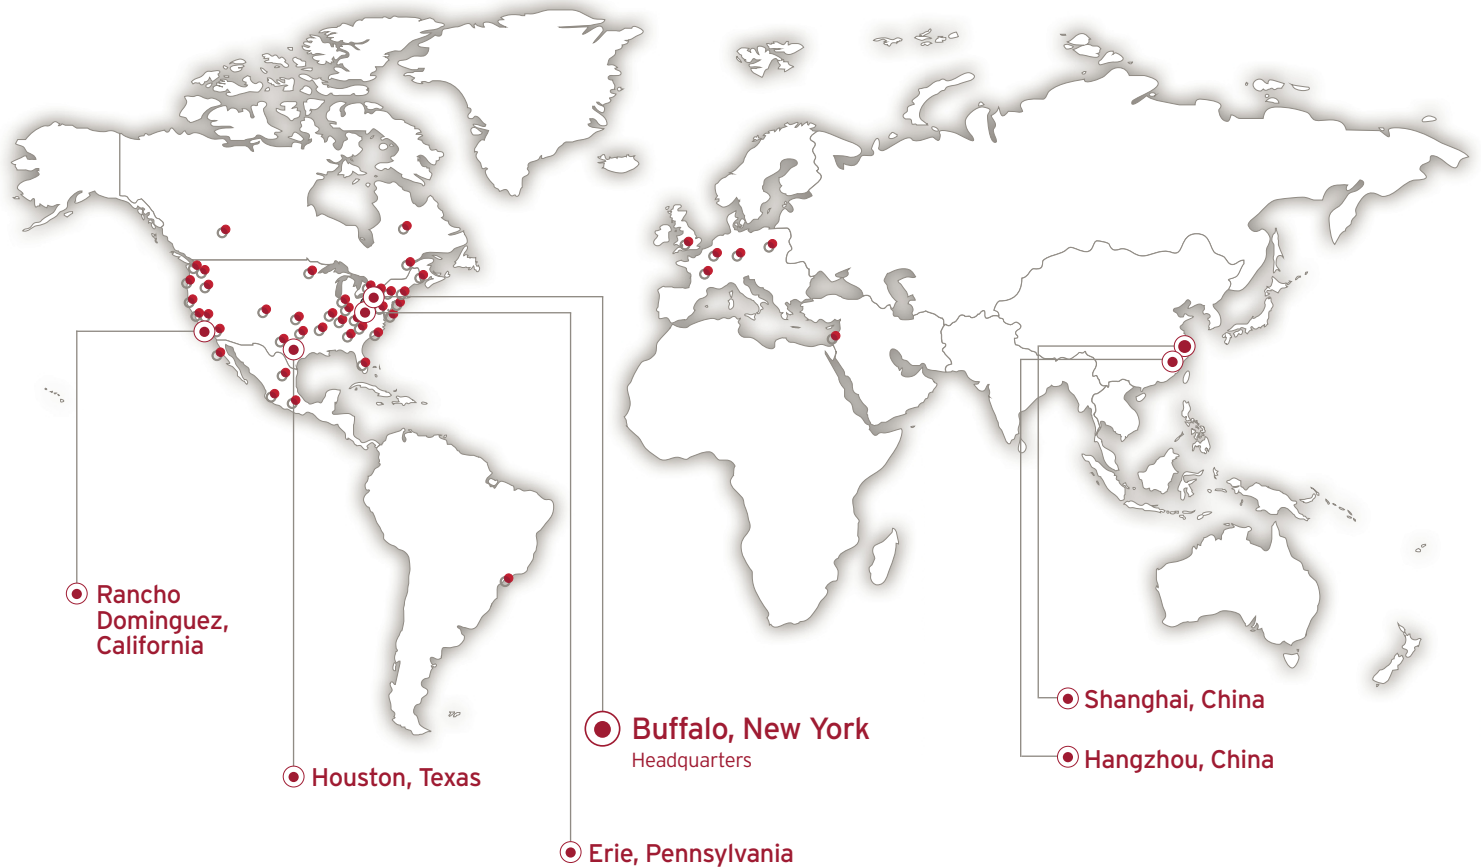 Rancho
Dominguez,
California
Houston, Texas
Buffalo, New York
Headquarters
Erie, Pennsylvania
Shanghai, China
Hangzhou, China